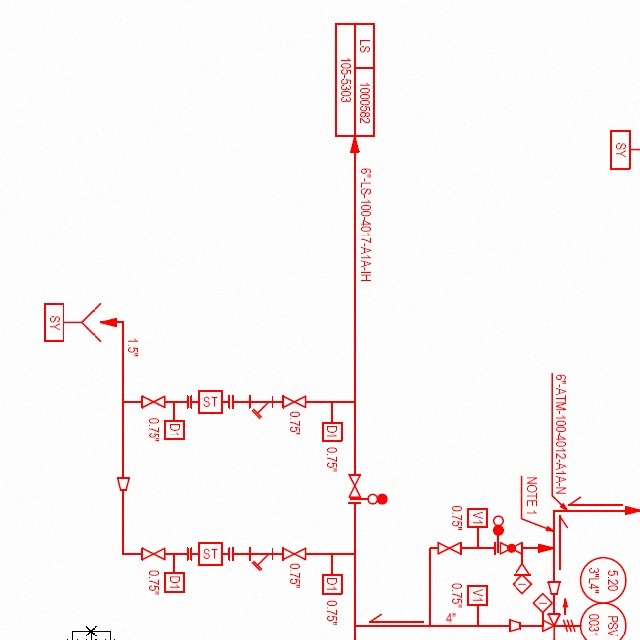 LS
1000582
105-5303
SY
6"-LS-100-4017-A1A-IH
SY
1.5"
6"-ATM-100-4012-A1A-N
ST
0.75"
D1
0.75'
D1
0.75"
NOTE 1
V1
0.75"
ST
0.75"
D1
0.75"
D1
0.75"
5.20
3"L4"
V1
0.75"
4"
PSV
003